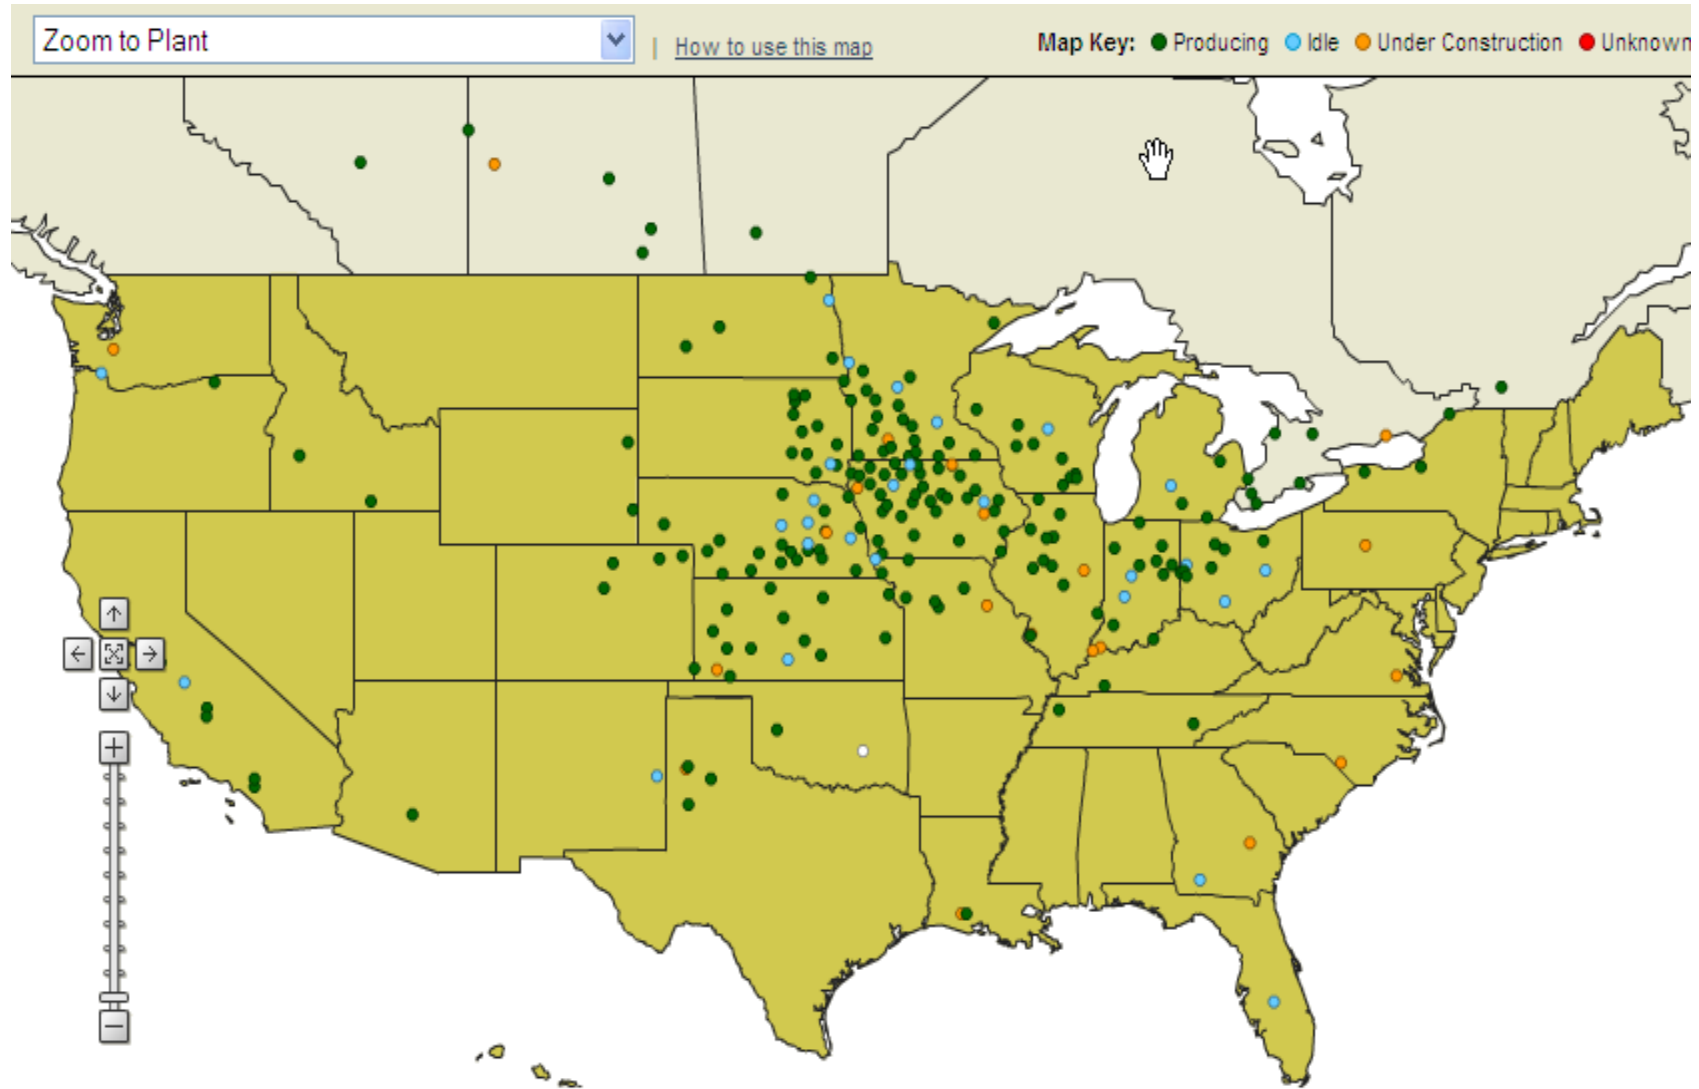 Zoom to Plant | How to use this map Map Key: Producing Idle Under Construction Unknown